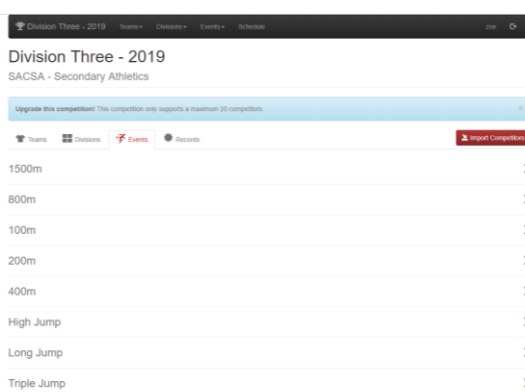 Division Three - 2019 Teams Divisions Events Schedule zoe
Division Three - 2019
SACSA - Secondary Athletics
Upgrade this competition! This competition only supports a maximum 20 competitors.
Teams Divisions Events Records Import Competitors
1500m
800m
100m
200m
400m
High Jump
Long Jump
Triple Jump